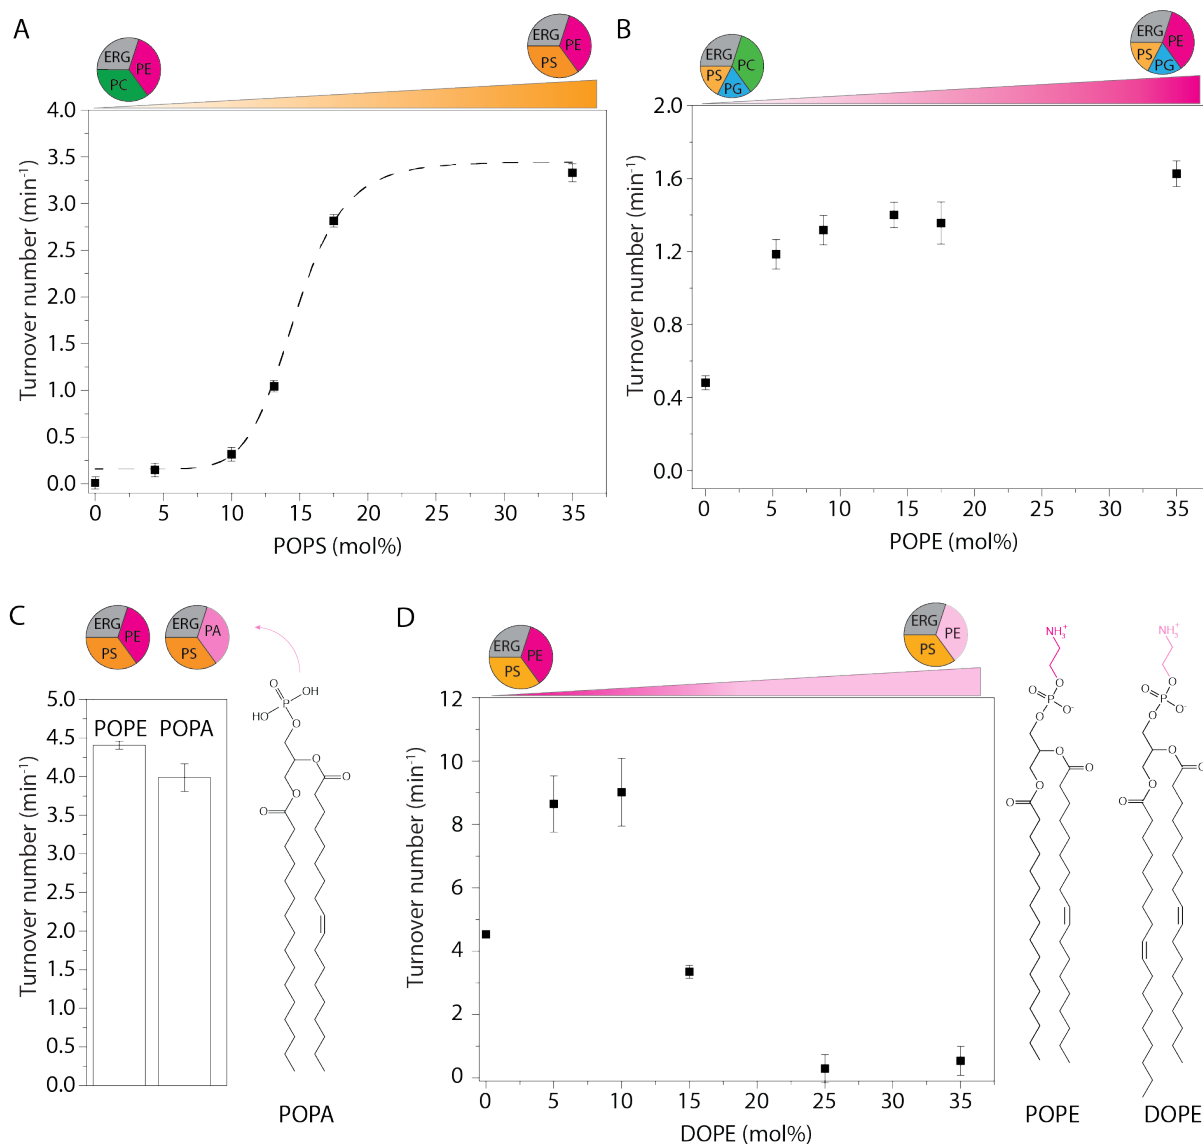 A
ERG
PE
PC
ERG
PE
PS
4.0
3.5
3.0
2.5
2.0
1.5
1.0
0.5
0.0
Turnover number (min-1)
0 5 10 15 20 25 30 35
POPS (mol%)
B
ERG
PC
PS
PG
ERG
PE
PS
PG
2.0
1.6
1.2
0.8
0.4
0.0
Turnover number (min-1)
0 5 10 15 20 25 30 35
POPE (mol%)
C
ERG
PE
PS
ERG
PA
PS
5.0
4.5
4.0
3.5
3.0
2.5
2.0
1.5
1.0
0.5
0.0
Turnover number (min-1)
POPE POPA
O
OH
P
HO
O
O
O
O
O
POPA
D
ERG
PE
PS
ERG
PE
PS
12
10
8
6
4
2
0
Turnover number (min-1)
0 5 10 15 20 25 30 35
DOPE (mol%)
NH3+
O
O
P
O-
O
O
O
O
O
POPE
NH3+
O
O
P
O-
O
O
O
O
O
DOPE